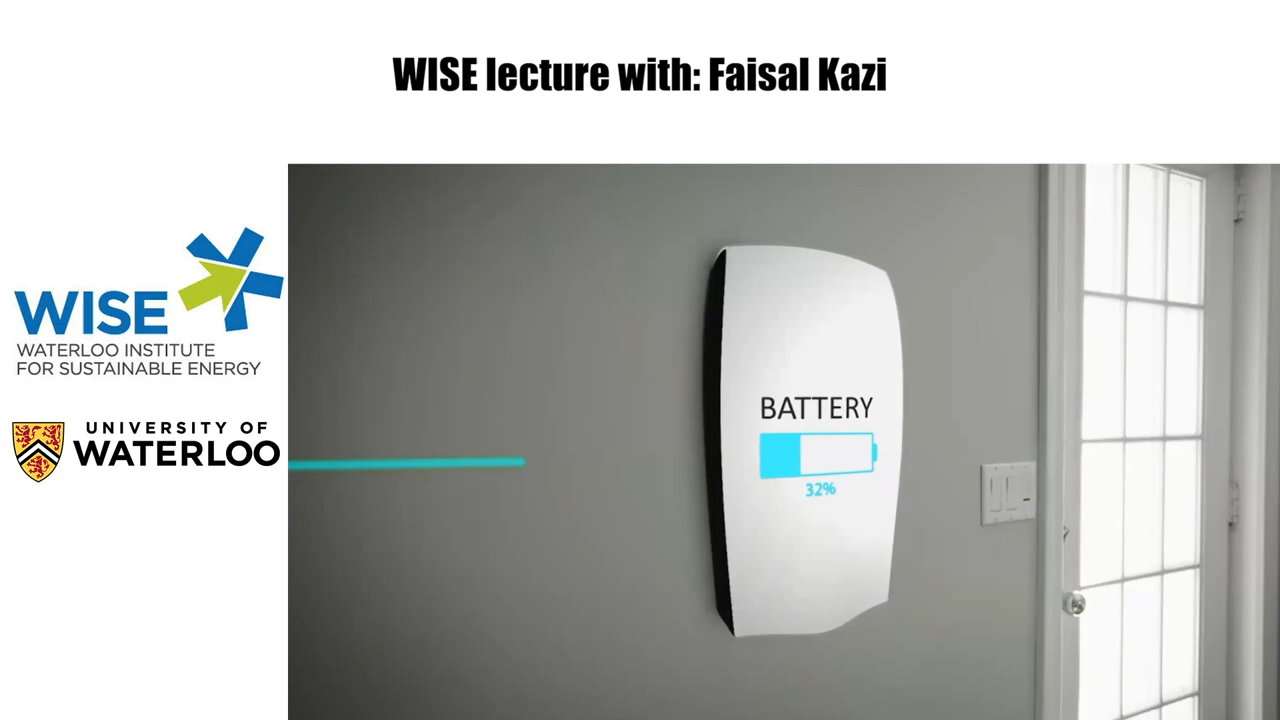 WISE lecture with: Faisal Kazi
WISE
WATERLOO INSTITUTE
FOR SUSTAINABLE ENERGY
UNIVERSITY OF
WATERLOO
BATTERY
32%